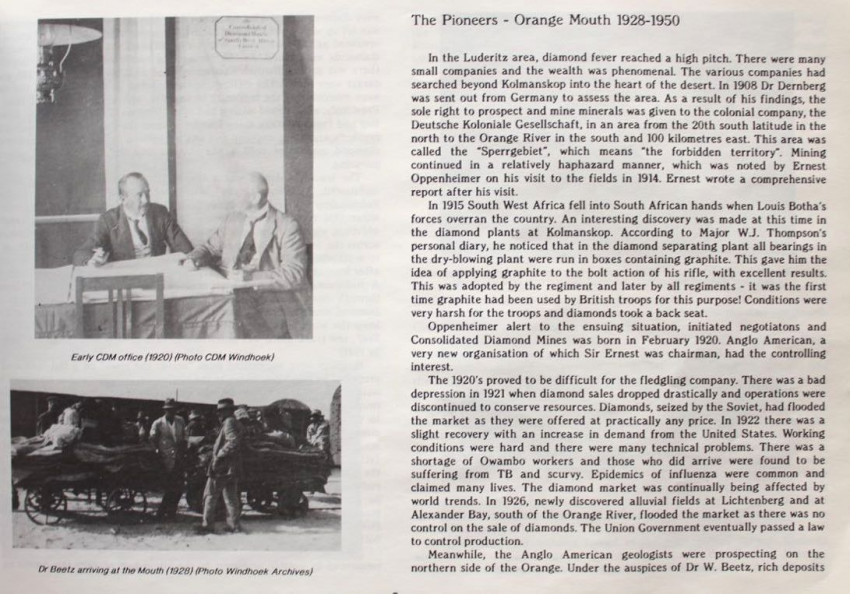 Early CDM office (1920) (Photo CDM Windhoek)
Dr Beetz arriving at the Mouth (1928) (Photo Windhoek Archives)
The Pioneers - Orange Mouth 1928-1950
In the Luderitz area, diamond fever reached a high pitch. There were many
small companies and the wealth was phenomenal. The various companies had
searched beyond Kolmanskop into the heart of the desert. In 1908 Dr Dernberg
was sent out from Germany to assess the area. As a result of his findings, the
sole right to prospect and mine minerals was given to the colonial company, the
Deutsche Koloniale Gesellschaft, in an area from the 20th south latitude in the
north to the Orange River in the south and 100 kilometres east. This area was
called the "Sperrgebiet", which means "the forbidden territory". Mining
continued in a relatively haphazard manner, which was noted by Ernest
Oppenheimer on his visit to the fields in 1914. Ernest wrote a comprehensive
report after his visit.
In 1915 South West Africa fell into South African hands when Louis Botha's
forces overran the country. An interesting discovery was made at this time in
the diamond plants at Kolmanskop. According to Major W.J. Thompson's
personal diary, he noticed that in the diamond separating plant all bearings in
the dry-blowing plant were run in boxes containing graphite. This gave him the
idea of applying graphite to the bolt action of his rifle, with excellent results.
This was adopted by the regiment and later by all regiments - it was the first
time graphite had been used by British troops for this purpose! Conditions were
very harsh for the troops and diamonds took a back seat.
Oppenheimer alert to the ensuing situation, initiated negotiatons and
Consolidated Diamond Mines was born in February 1920. Anglo American, a
very new organisation of which Sir Ernest was chairman, had the controlling
interest.
The 1920's proved to be difficult for the fledgling company. There was a bad
depression in 1921 when diamond sales dropped drastically and operations were
discontinued to conserve resources. Diamonds, seized by the Soviet, had flooded
the market as they were offered at practically any price. In 1922 there was a
slight recovery with an increase in demand from the United States. Working
conditions were hard and there were many technical problems. There was a
shortage of Owambo workers and those who did arrive were found to be
suffering from TB and scurvy. Epidemics of influenza were common and
claimed many lives. The diamond market was continually being affected by
world trends. In 1926, newly discovered alluvial fields at Lichtenberg and at
Alexander Bay, south of the Orange River, flooded the market as there was no
control on the sale of diamonds. The Union Government eventually passed a law
to control production.
Meanwhile, the Anglo American geologists were prospecting on the
northern side of the Orange. Under the auspices of Dr W. Beetz, rich deposits